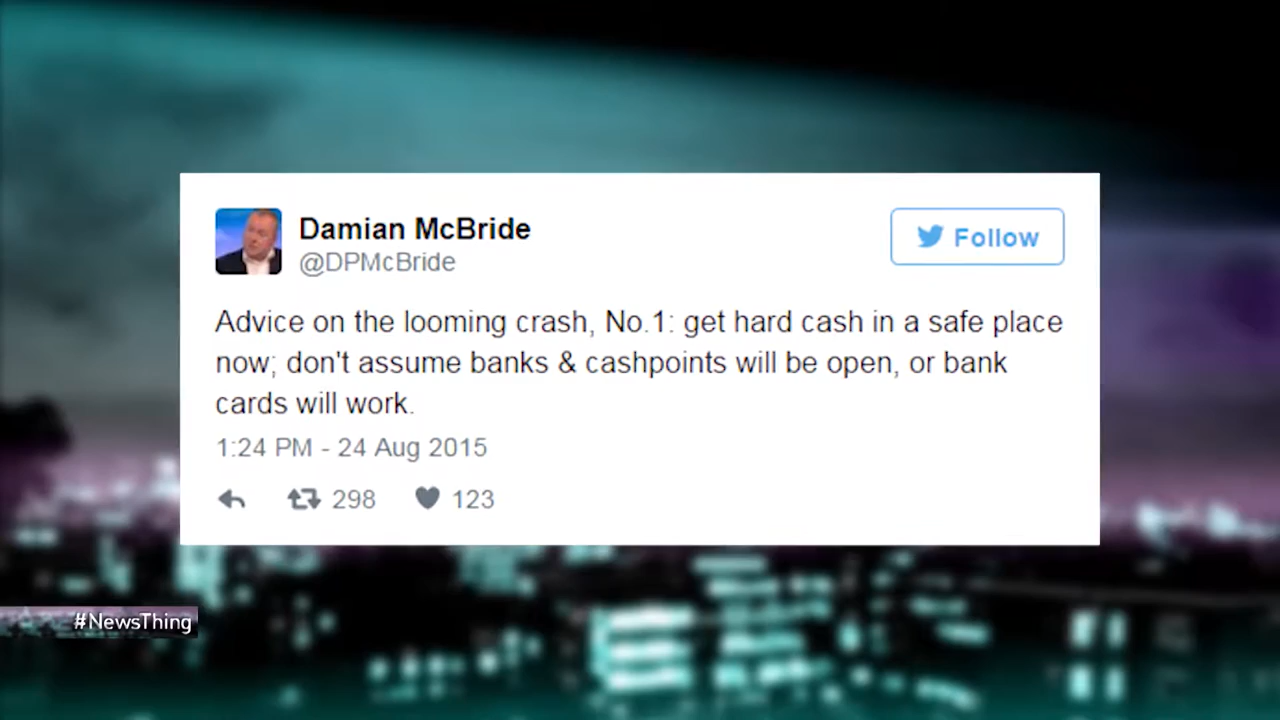 Damian McBride
@DPMcBride
Follow
Advice on the looming crash, No.1: get hard cash in a safe place
now; don't assume banks & cashpoints will be open, or bank
cards will work.
1:24 PM - 24 Aug 2015
298
123
#NewsThing